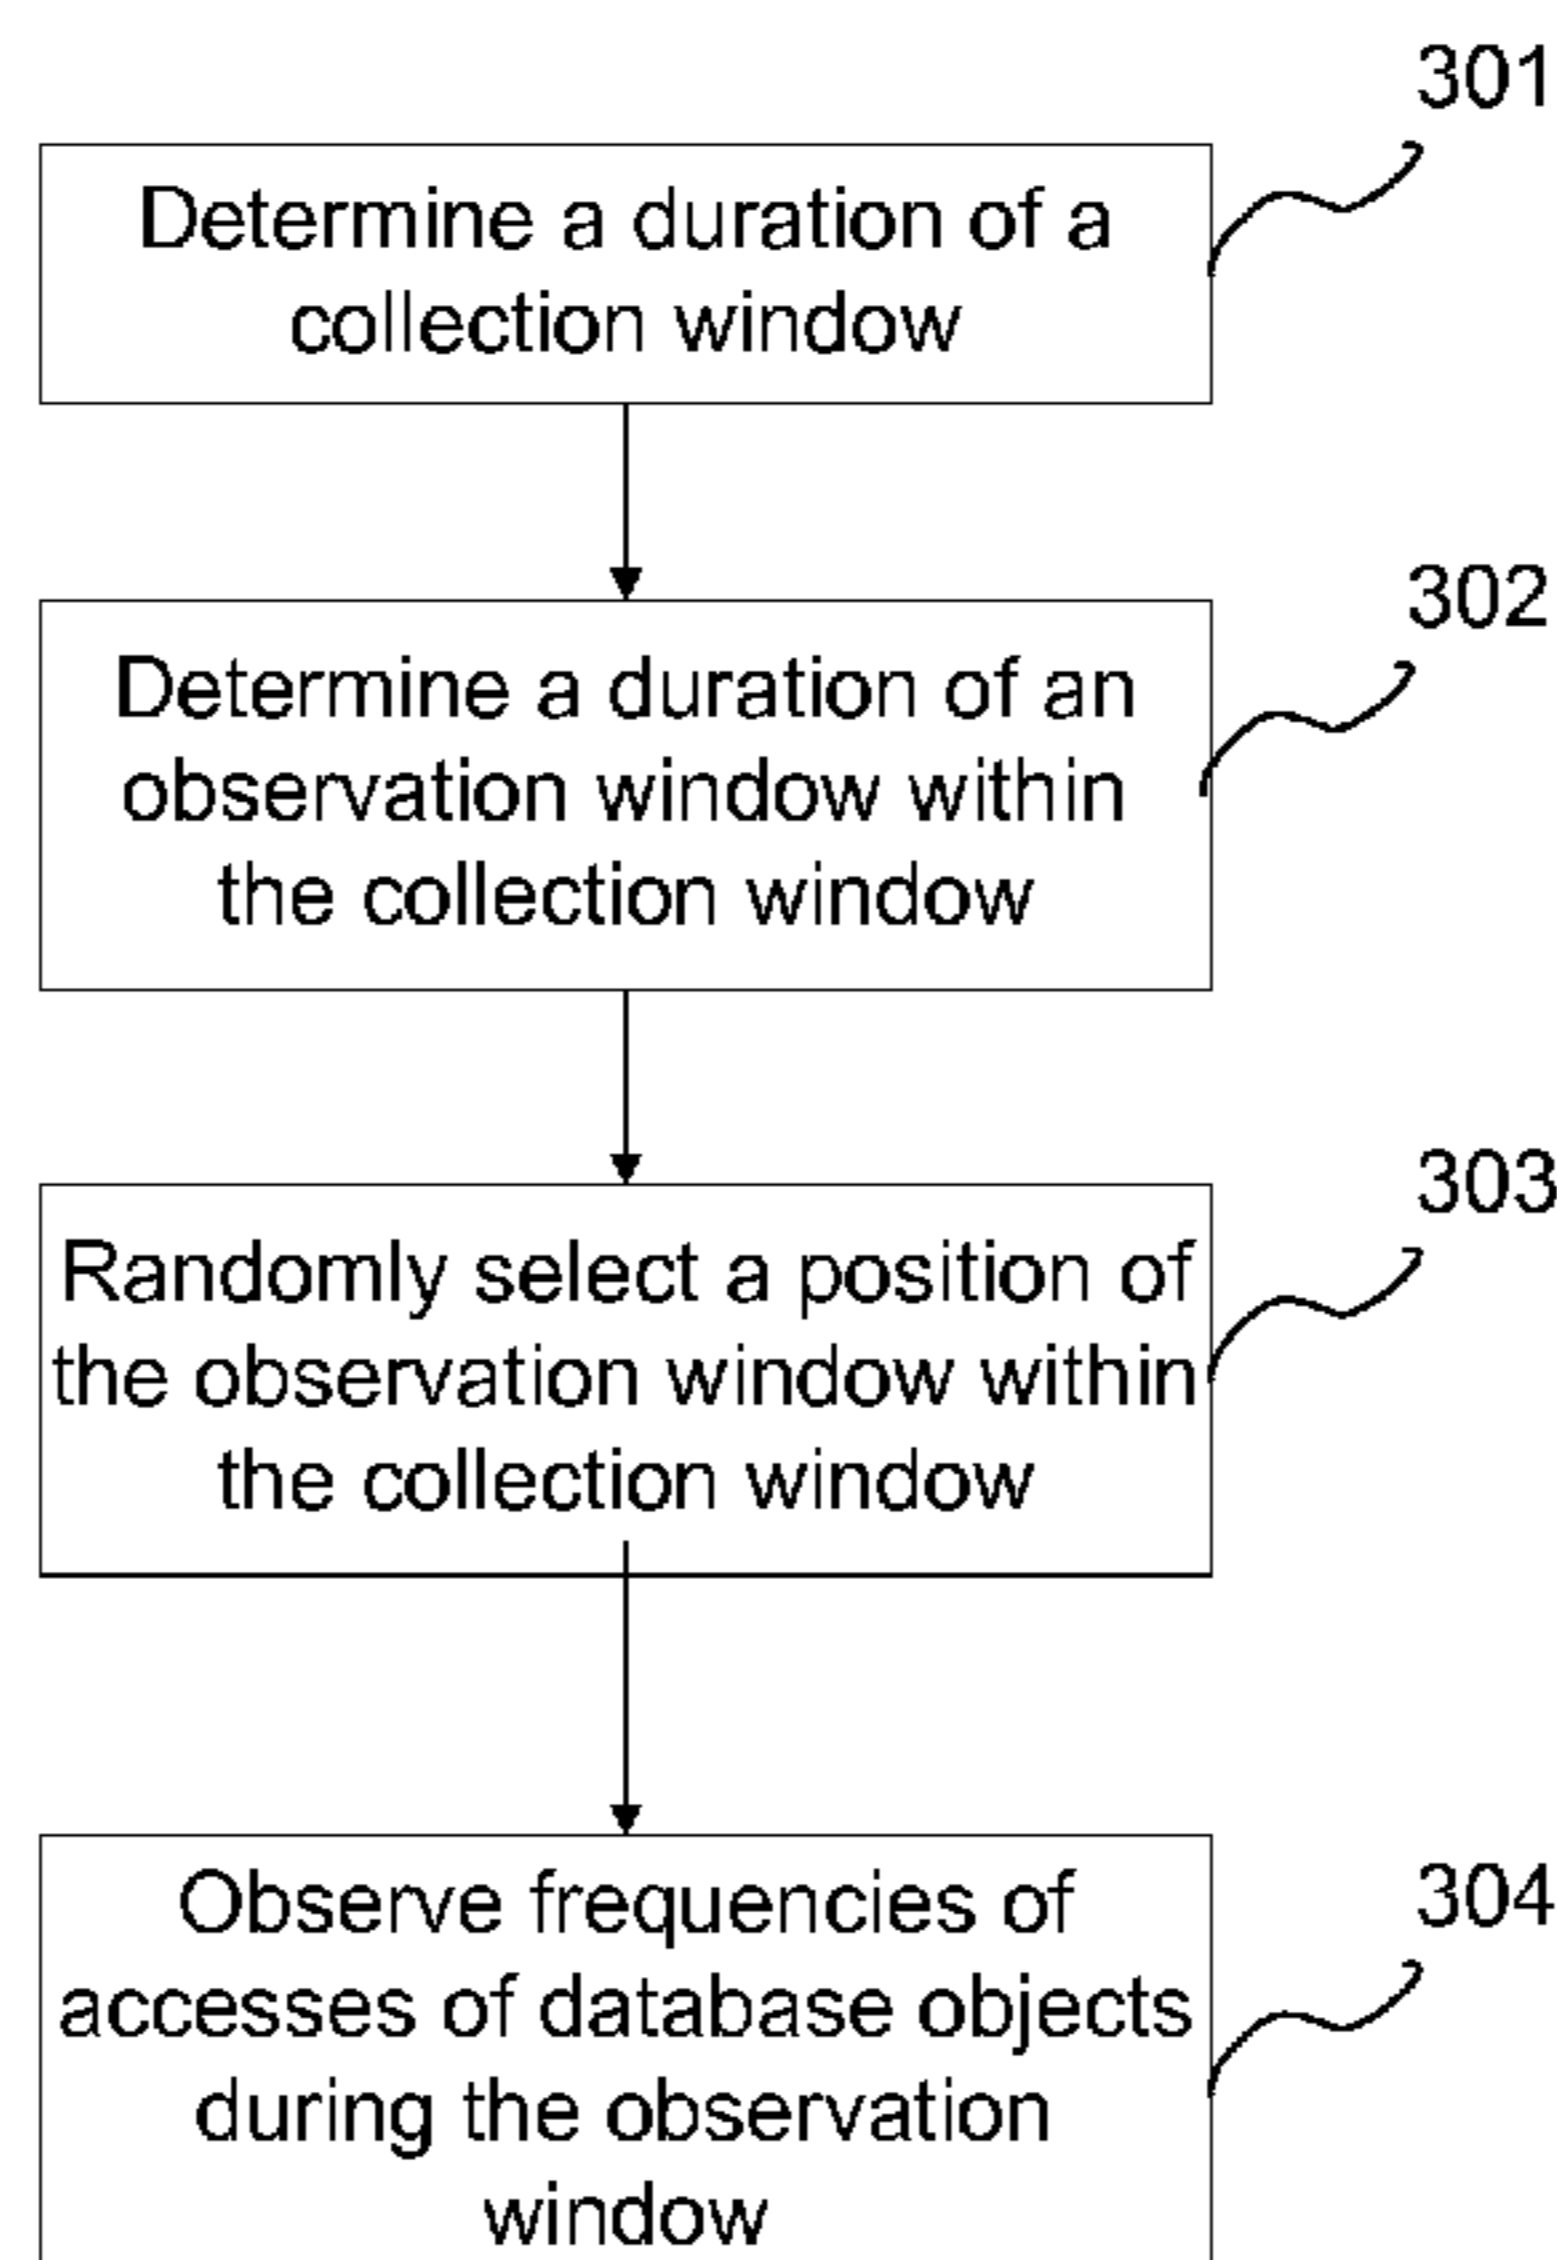 301
Determine a duration of a
collection window
302
Determine a duration of an
observation window within
the collection window
303
Randomly select a position of
the observation window within
the collection window
304
Observe frequencies of
accesses of database objects
during the observation
window